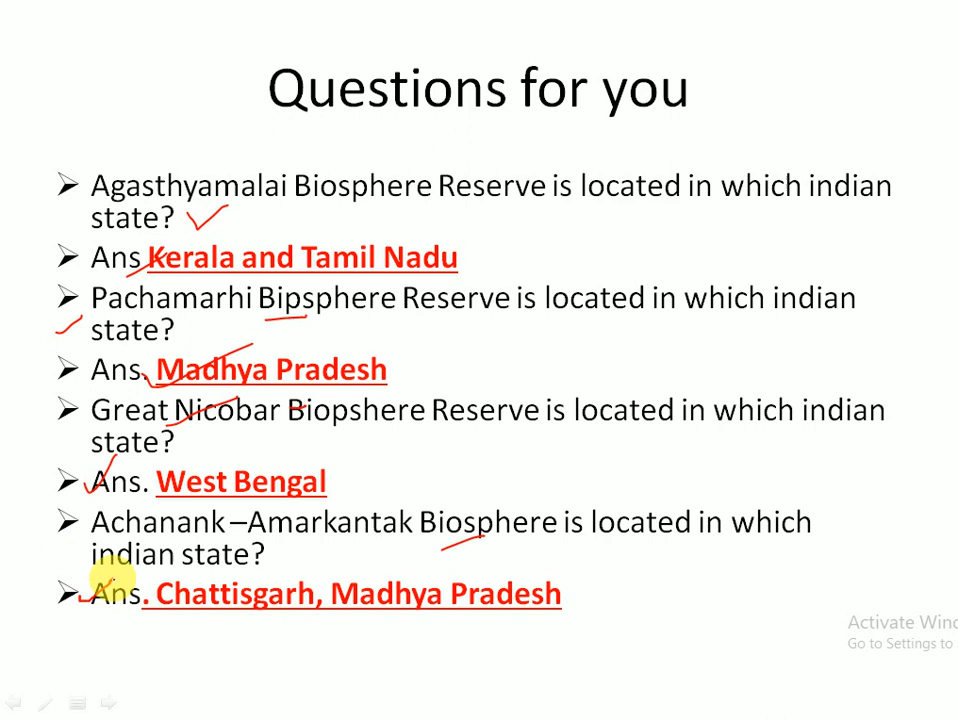 Questions for you
➢ Agasthyamalai Biosphere Reserve is located in which indian
state?
➢ Ans Kerala and Tamil Nadu
➢ Pachamarhi Bipsphere Reserve is located in which indian
state?
➢ Ans. Madhya Pradesh
➢ Great Nicobar Biopshere Reserve is located in which indian
state?
➢ Ans. West Bengal
➢ Achanank –Amarkantak Biosphere is located in which
indian state?
➢ Ans. Chattisgarh, Madhya Pradesh
Activate Winc
Go to Settings to